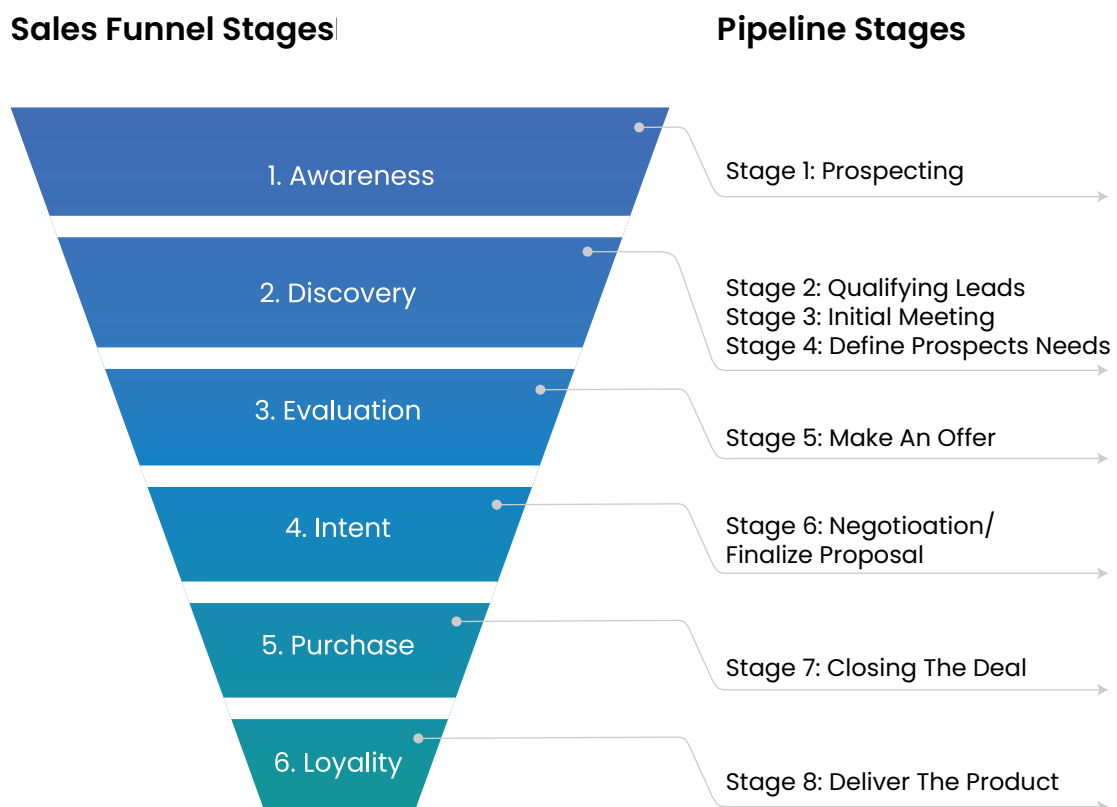 Sales Funnel Stages
Pipeline Stages
1. Awareness
Stage 1: Prospecting
2. Discovery
Stage 2: Qualifying Leads
Stage 3: Initial Meeting
Stage 4: Define Prospects Needs
3. Evaluation
Stage 5: Make An Offer
4. Intent
Stage 6: Negotioation/
Finalize Proposal
5. Purchase
Stage 7: Closing The Deal
6. Loyality
Stage 8: Deliver The Product